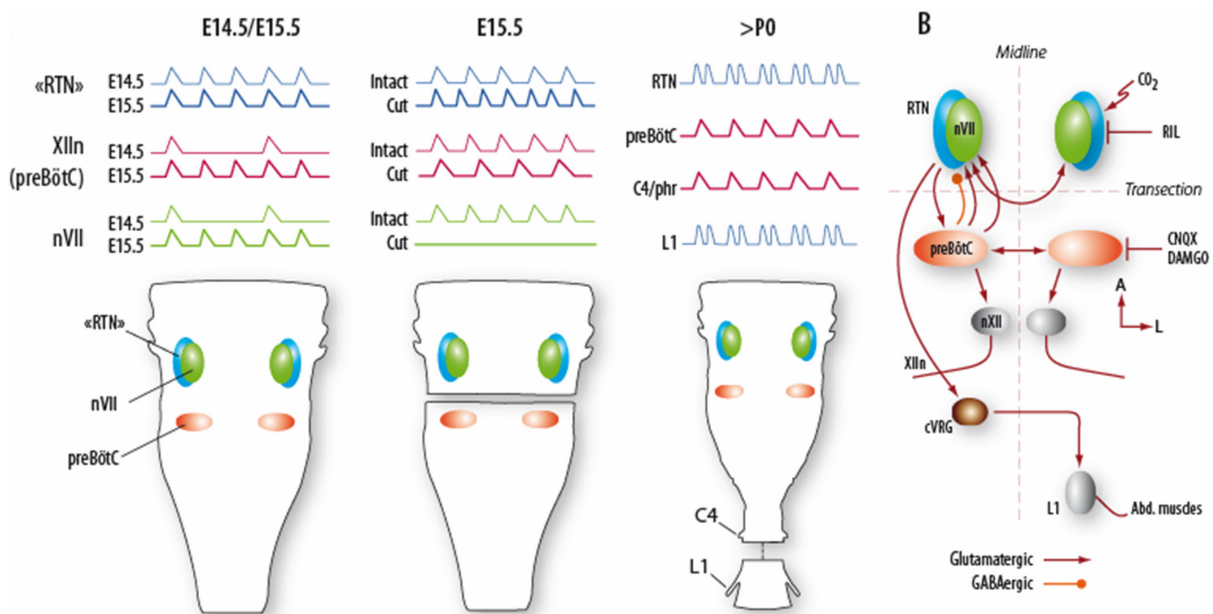 E14.5/E15.5
E15.5
>P0
B
«RTN»
E14.5
E15.5
XIIn
(preBötC)
E14.5
E15.5
nVII
E14.5
E15.5
Intact
Cut
Intact
Cut
Intact
Cut
RTN
preBötC
C4/phr
L1
«RTN»
nVII
preBötC
C4
L1
Midline
RTN
nVII
CO2
RIL
Transection
preBötC
CNQX
DAMGO
A
L
nXII
XIIn
cVRG
L1
Abd. muscles
Glutamatergic
GABAergic